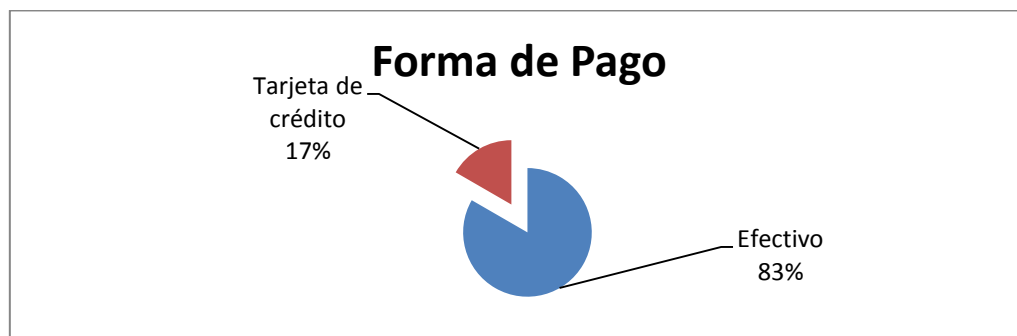 Forma de Pago
Tarjeta de
crédito
17%
Efectivo
83%